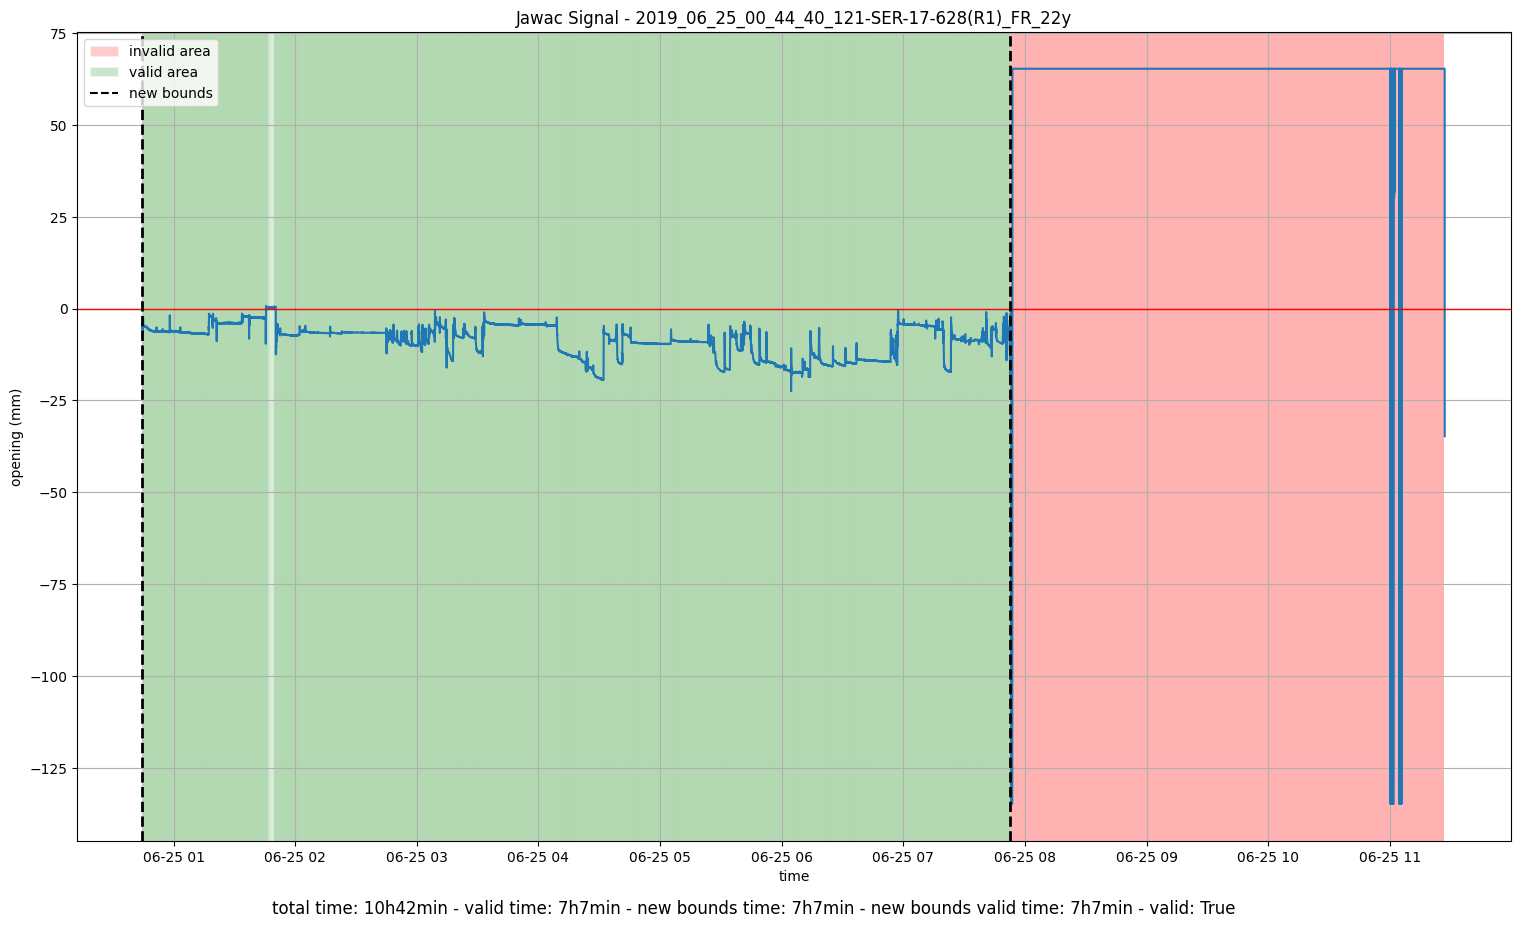 Jawac Signal - 2019_06_25_00_44_40_121-SER-17-628(R1)_FR_22y
invalid area
valid area
new bounds
75
50
25
0
−25
−50
−75
−100
−125
opening (mm)
06-25 01 06-25 02 06-25 03 06-25 04 06-25 05 06-25 06 06-25 07 06-25 08 06-25 09 06-25 10 06-25 11
time
total time: 10h42min - valid time: 7h7min - new bounds time: 7h7min - new bounds valid time: 7h7min - valid: True